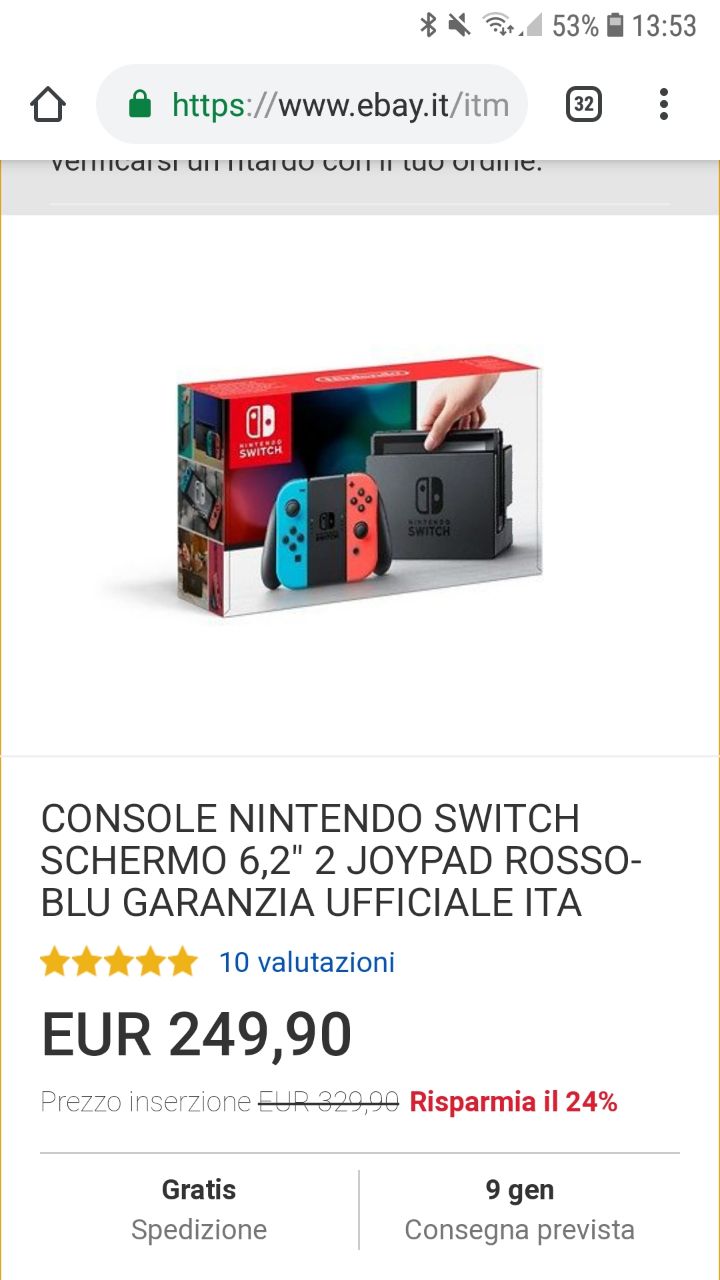 53% 13:53
https://www.ebay.it/itm
32
verificarsi un ritardo con il tuo ordine.
Nintendo
NINTENDO
SWITCH
NINTENDO
SWITCH
CONSOLE NINTENDO SWITCH
SCHERMO 6,2" 2 JOYPAD ROSSO-
BLU GARANZIA UFFICIALE ITA
10 valutazioni
EUR 249,90
Prezzo inserzione EUR 329,90 Risparmia il 24%
Gratis
Spedizione
9 gen
Consegna prevista